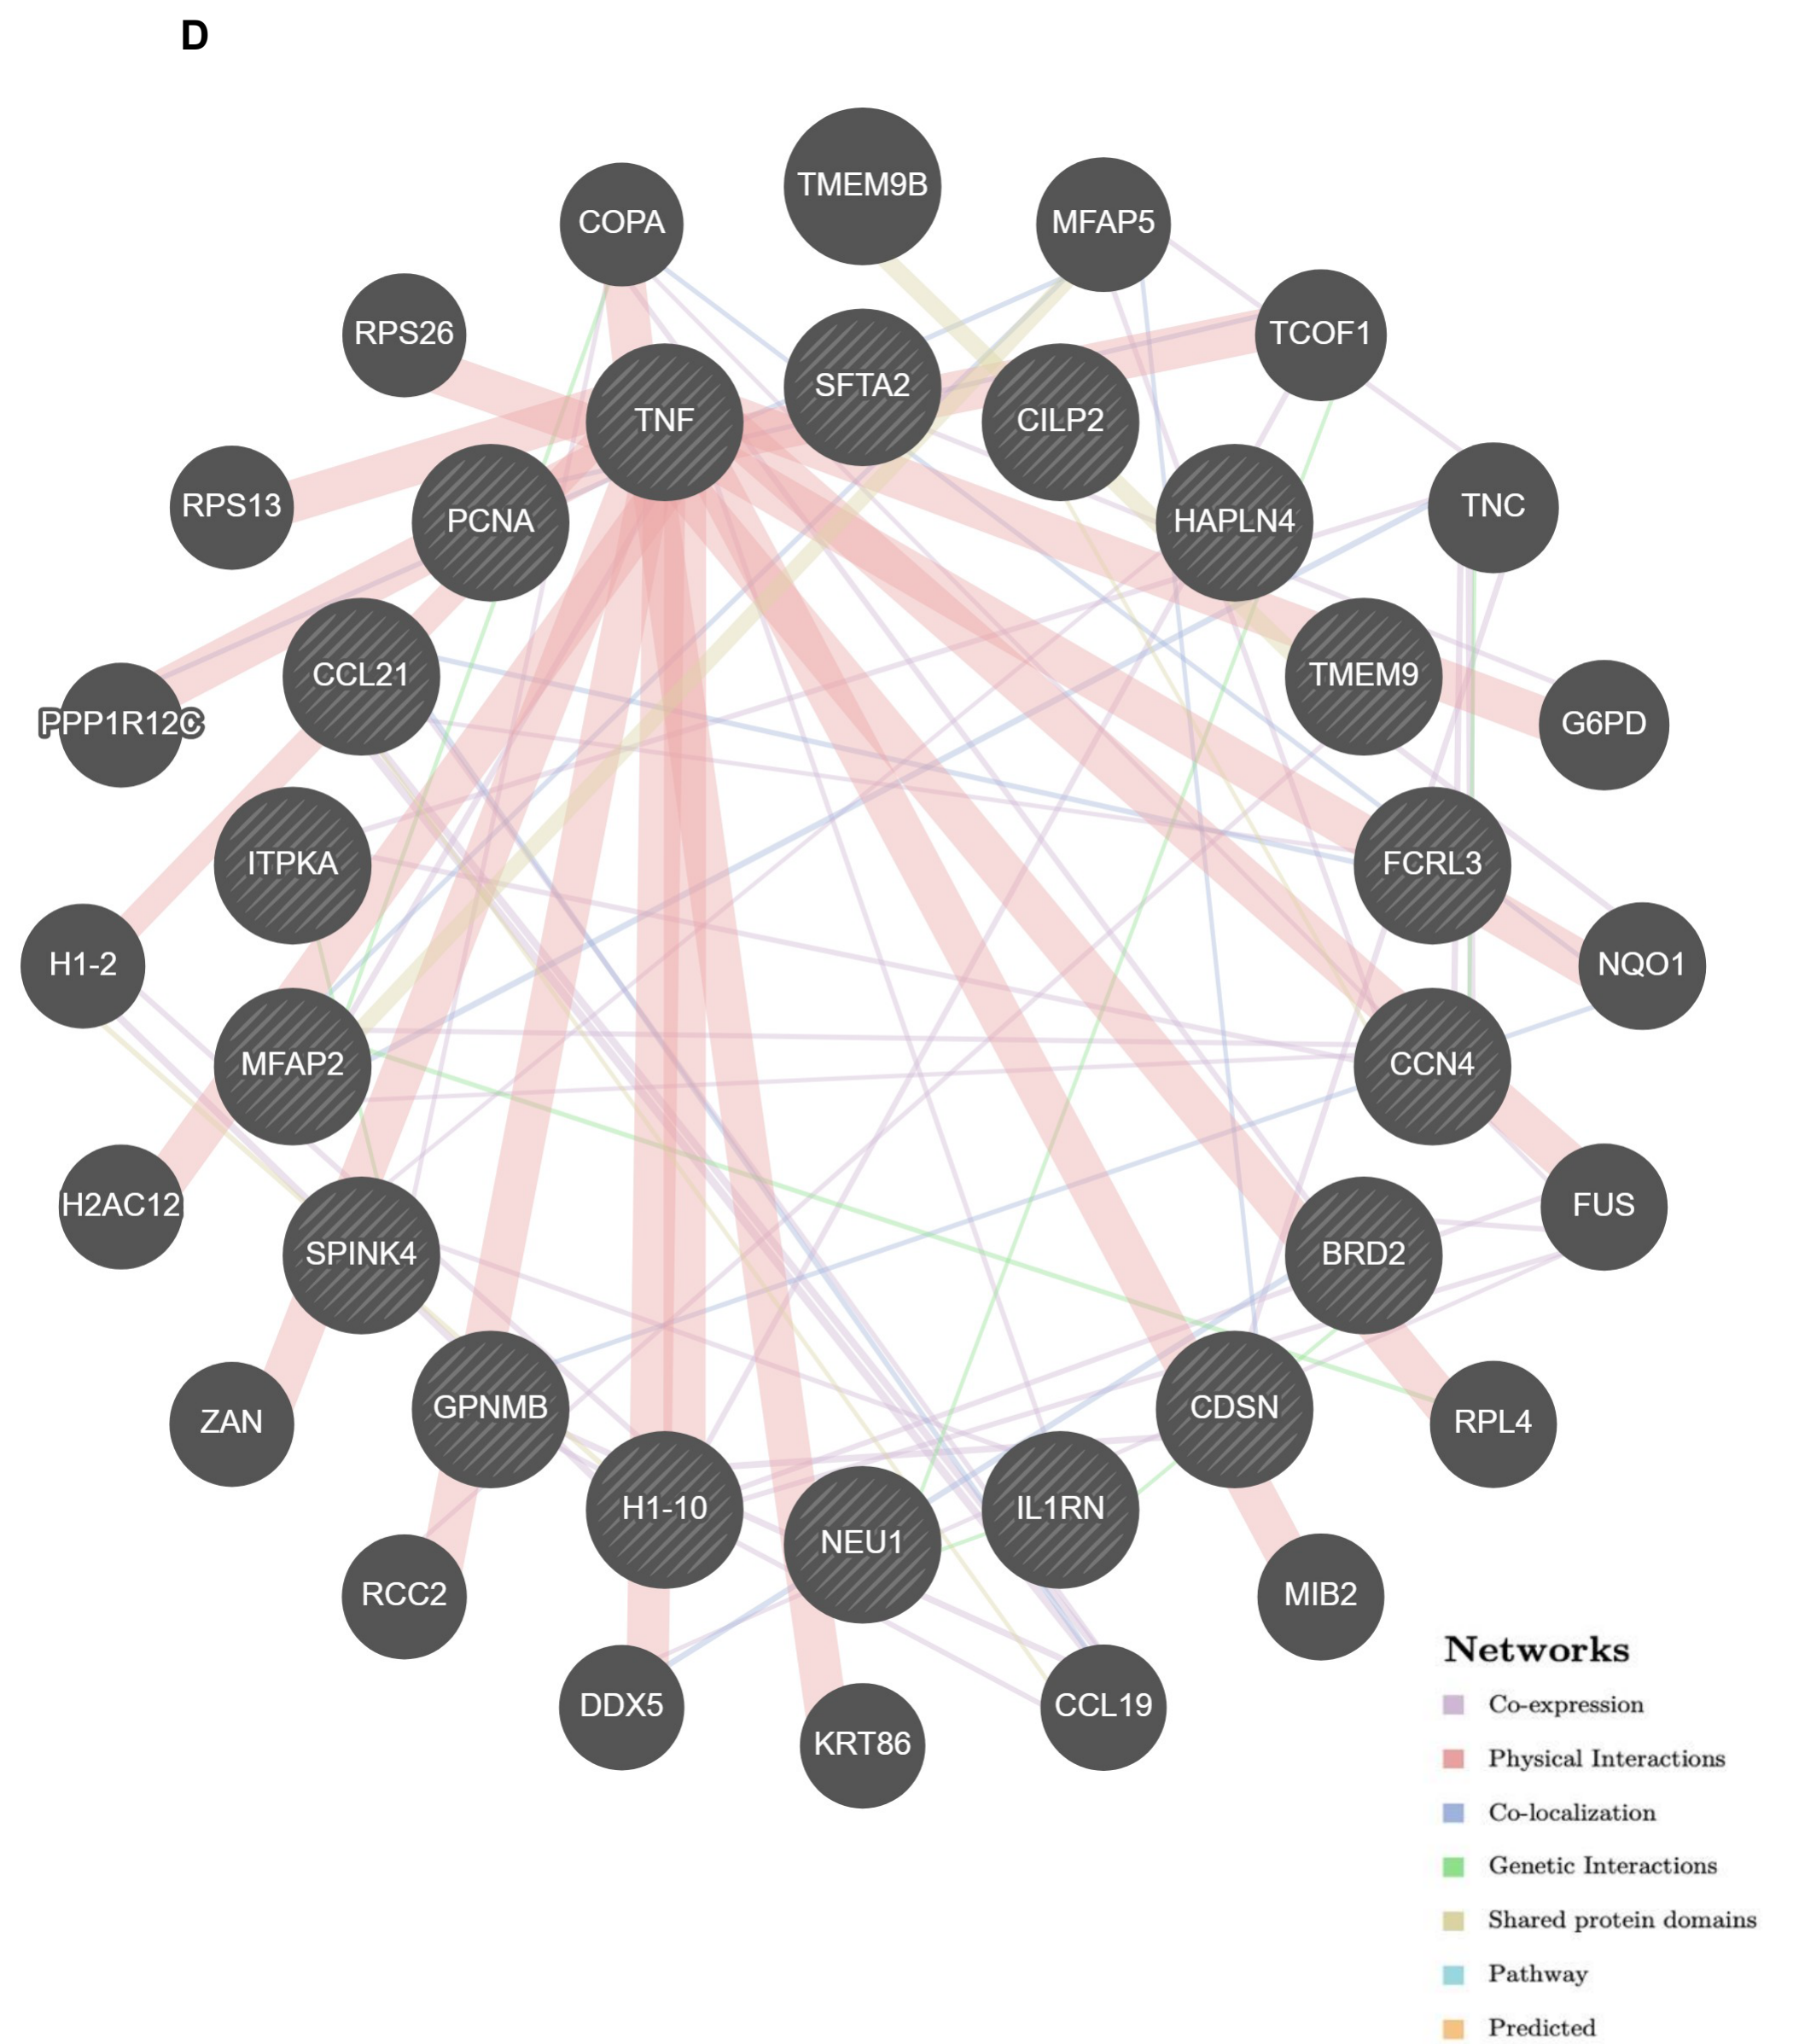 D
TMEM9B
COPA
MFAP5
RPS26
TCOF1
SFTA2
TNF
CILP2
RPS13
PCNA
HAPLN4
TNC
CCL21
TMEM9
PPP1R12C
G6PD
ITPKA
FCRL3
H1-2
NQO1
MFAP2
CCN4
H2AC12
FUS
SPINK4
BRD2
GPNMB
CDSN
ZAN
RPL4
H1-10
IL1RN
NEU1
RCC2
MIB2
DDX5
CCL19
KRT86
Networks
Co-expression
Physical Interactions
Co-localization
Genetic Interactions
Shared protein domains
Pathway
Predicted